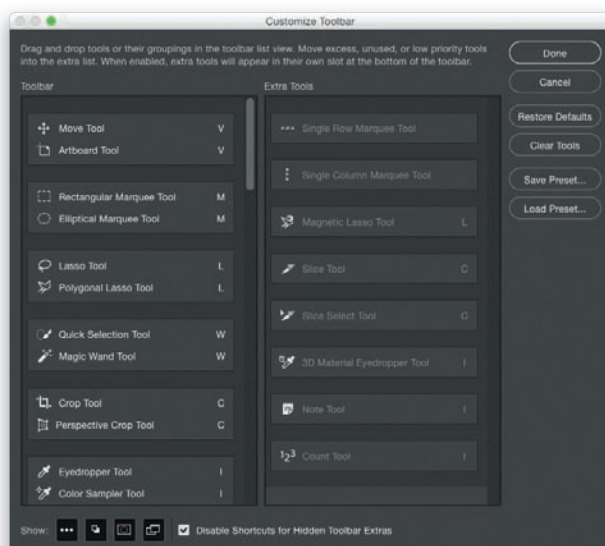 Customize Toolbar
Drag and drop tools or their groupings in the toolbar list view. Move excess, unused, or low priority tools
into the extra list. When enabled, extra tools will appear in their own slot at the bottom of the toolbar.
Done
Cancel
Restore Defaults
Clear Tools
Save Preset...
Load Preset...
Toolbar
Move Tool V
Artboard Tool V
Rectangular Marquee Tool M
Elliptical Marquee Tool M
Lasso Tool L
Polygonal Lasso Tool L
Quick Selection Tool W
Magic Wand Tool W
Crop Tool C
Perspective Crop Tool C
Eyedropper Tool I
Color Sampler Tool I
Extra Tools
Single Row Marquee Tool
Single Column Marquee Tool
Magnetic Lasso Tool L
Slice Tool C
Slice Select Tool C
3D Material Eyedropper Tool I
Note Tool I
123 Count Tool I
Show:
Disable Shortcuts for Hidden Toolbar Extras